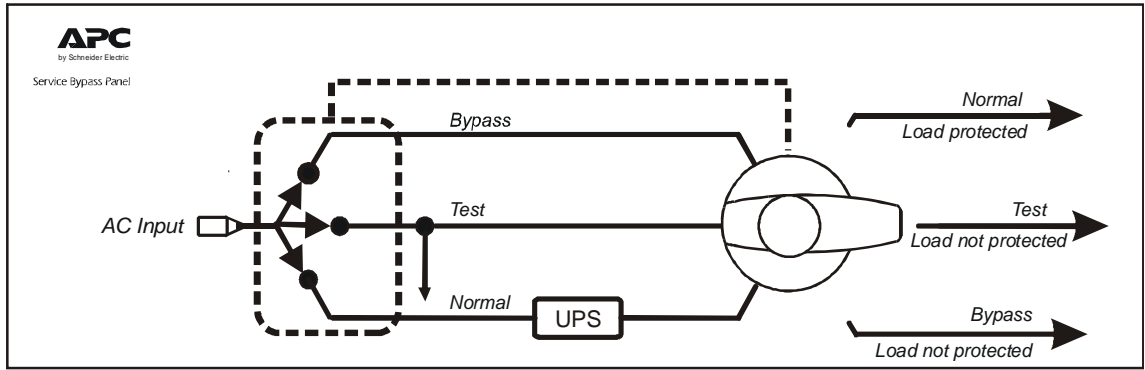 APC
by Schneider Electric
Service Bypass Panel
Bypass
Normal
Load protected
AC Input
Test
Test
Load not protected
Normal
UPS
Bypass
Load not protected